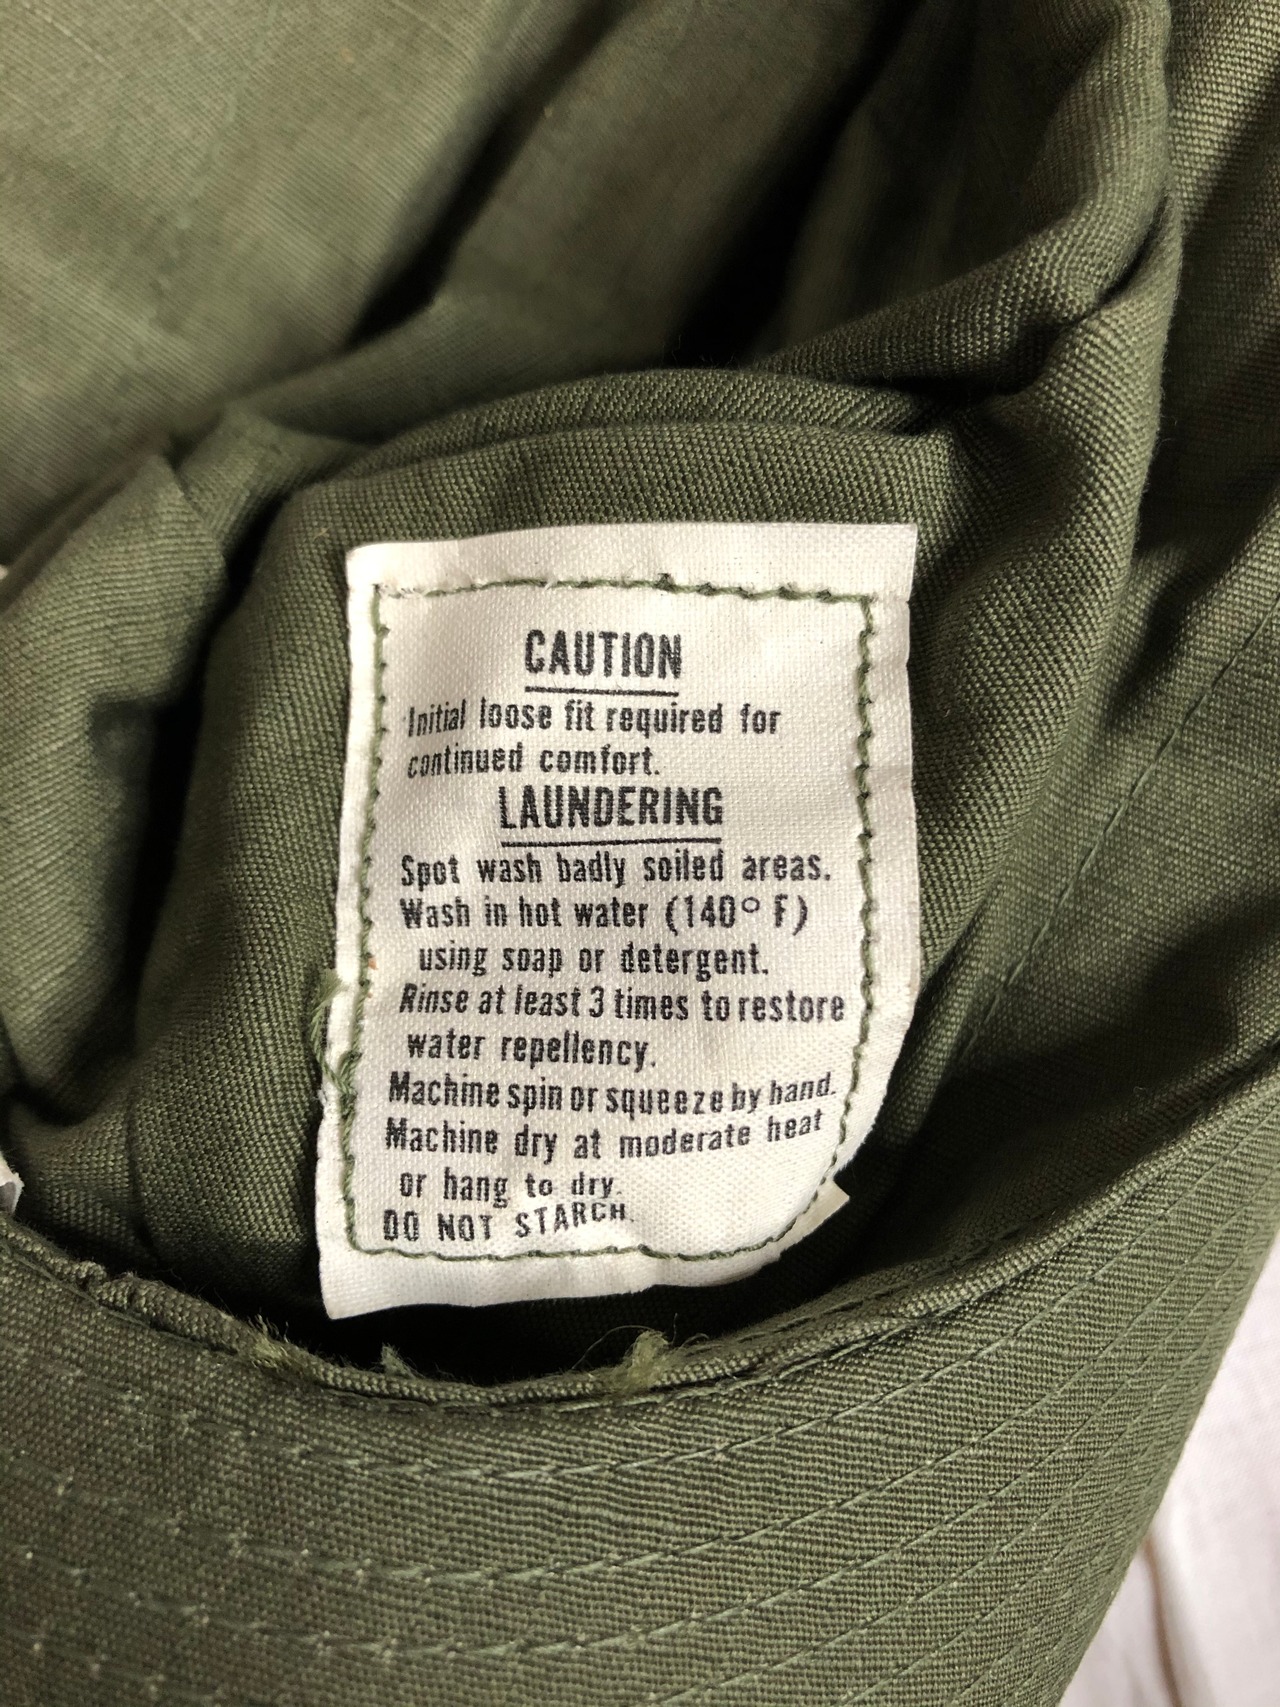 CAUTION
Initial loose fit required for
continued comfort.
LAUNDERING
Spot wash badly soiled areas.
Wash in hot water (140° F)
using soap or detergent.
Rinse at least 3 times to restore
water repellency.
Machine spin or squeeze by hand.
Machine dry at moderate heat
or hang to dry.
DO NOT STARCH.